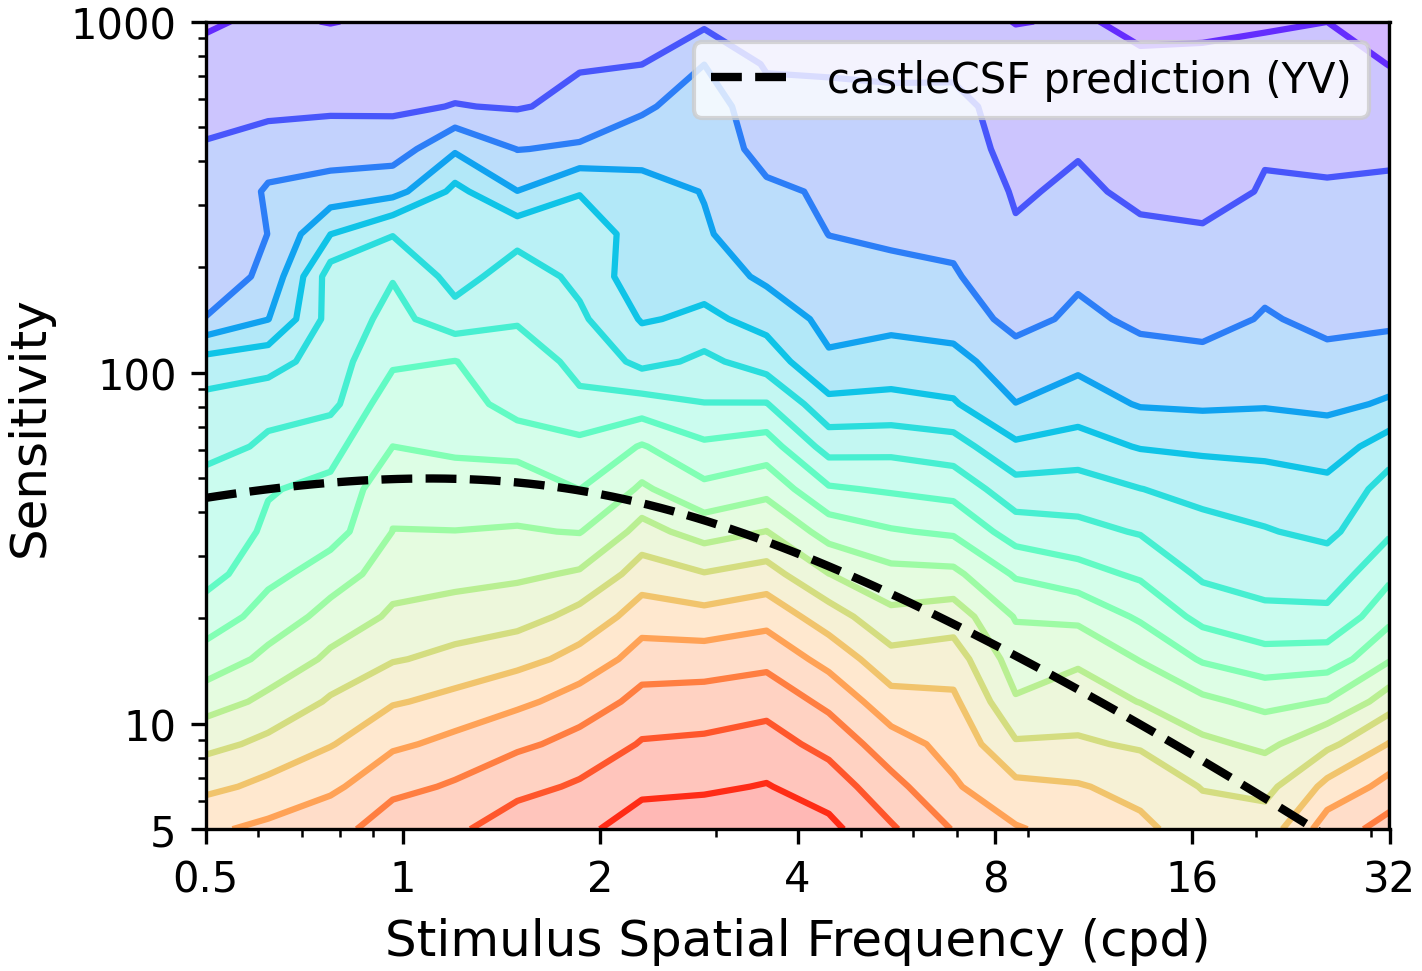 1000
castleCSF prediction (YV)
Sensitivity
100
10
5
0.5 1 2 4 8 16 32
Stimulus Spatial Frequency (cpd)